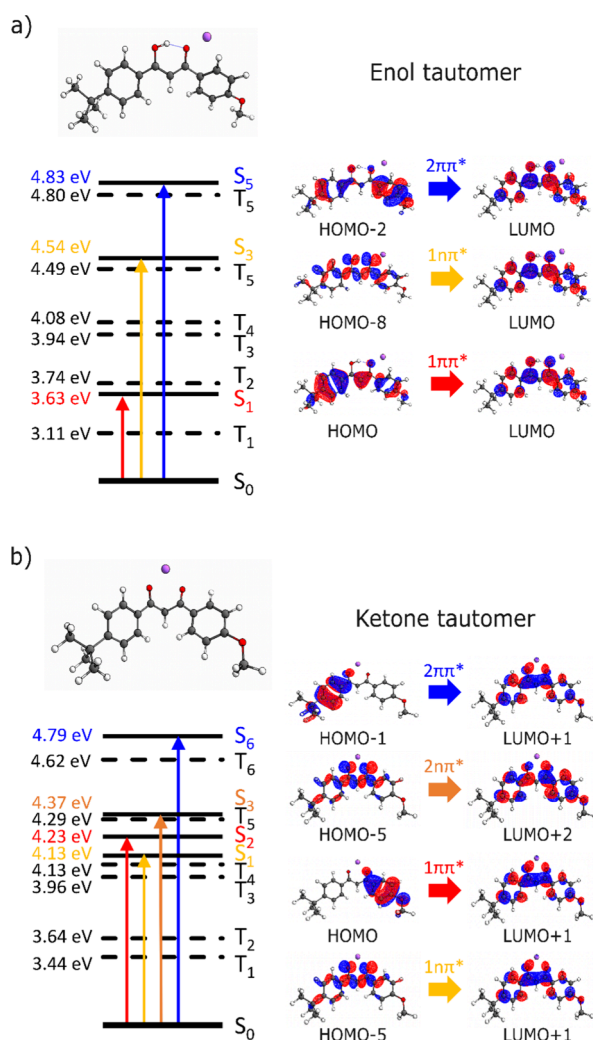 a)
Enol tautomer
4.83 eV
S5
4.80 eV
T5
4.54 eV
S3
4.49 eV
T5
4.08 eV
T4
3.94 eV
T3
3.74 eV
T2
3.63 eV
S1
3.11 eV
T1
S0
2ππ*
HOMO-2
LUMO
1nπ*
HOMO-8
LUMO
1ππ*
HOMO
LUMO
b)
Ketone tautomer
4.79 eV
S6
4.62 eV
T6
4.37 eV
S3
4.29 eV
T5
4.23 eV
S2
4.13 eV
S1
4.13 eV
T4
3.96 eV
T3
3.64 eV
T2
3.44 eV
T1
S0
2ππ*
HOMO-1
LUMO+1
2nπ*
HOMO-5
LUMO+2
1ππ*
HOMO
LUMO+1
1nπ*
HOMO-5
LUMO+1